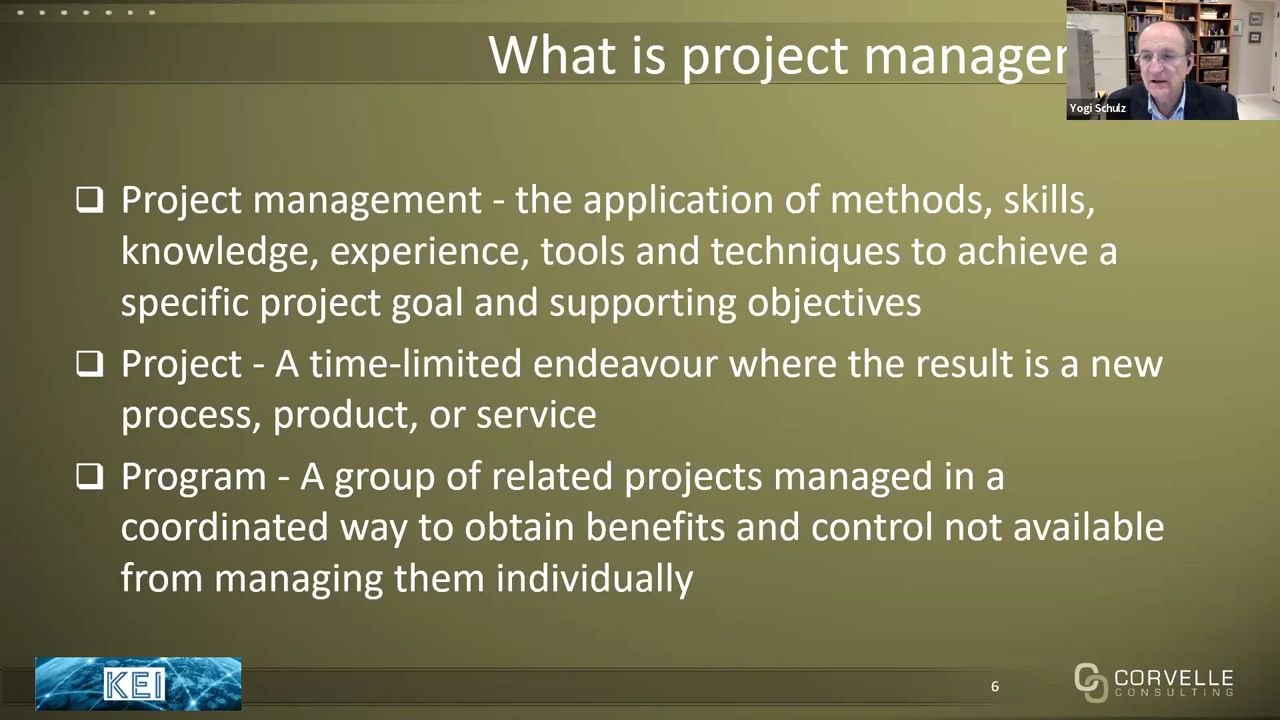 What is project manager
Yogi Schulz
Project management - the application of methods, skills,
knowledge, experience, tools and techniques to achieve a
specific project goal and supporting objectives
Project - A time-limited endeavour where the result is a new
process, product, or service
Program - A group of related projects managed in a
coordinated way to obtain benefits and control not available
from managing them individually
KEI
6
CORVELLE
CONSULTING